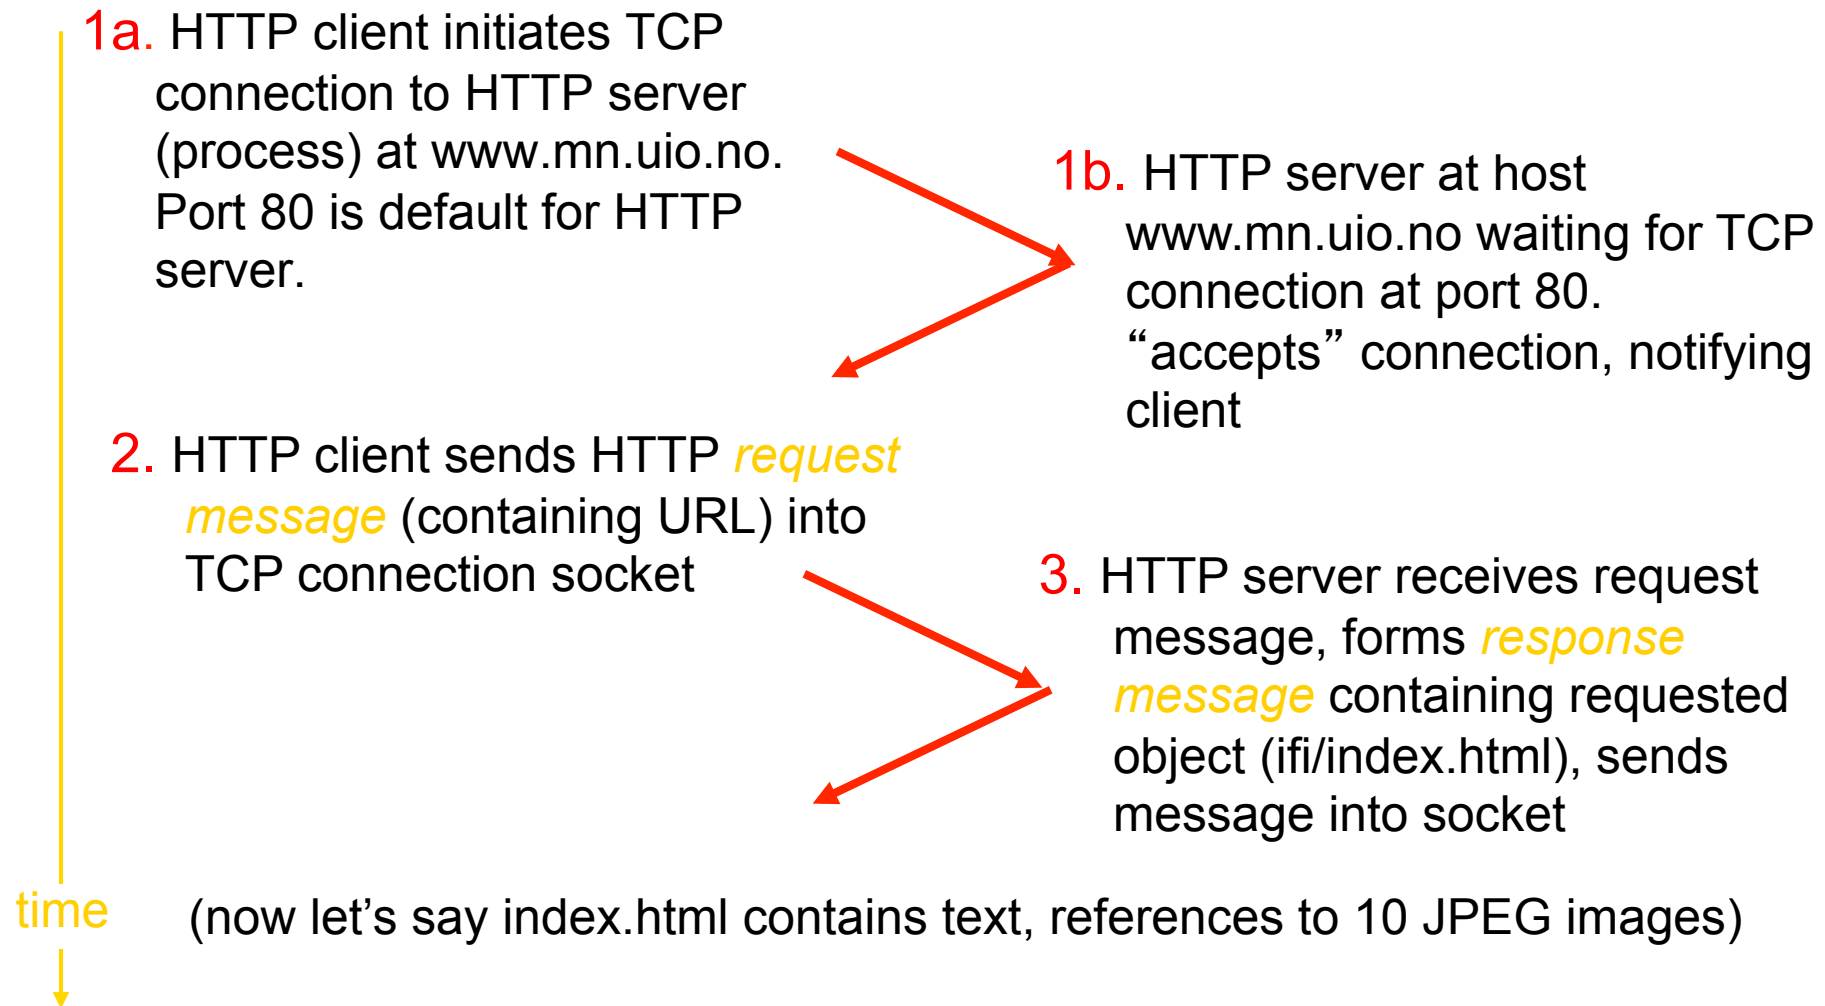 1a. HTTP client initiates TCP
connection to HTTP server
(process) at www.mn.uio.no.
Port 80 is default for HTTP
server.
1b. HTTP server at host
www.mn.uio.no waiting for TCP
connection at port 80.
“accepts” connection, notifying
client
2. HTTP client sends HTTP request
message (containing URL) into
TCP connection socket
3. HTTP server receives request
message, forms response
message containing requested
object (ifi/index.html), sends
message into socket
time
(now let’s say index.html contains text, references to 10 JPEG images)